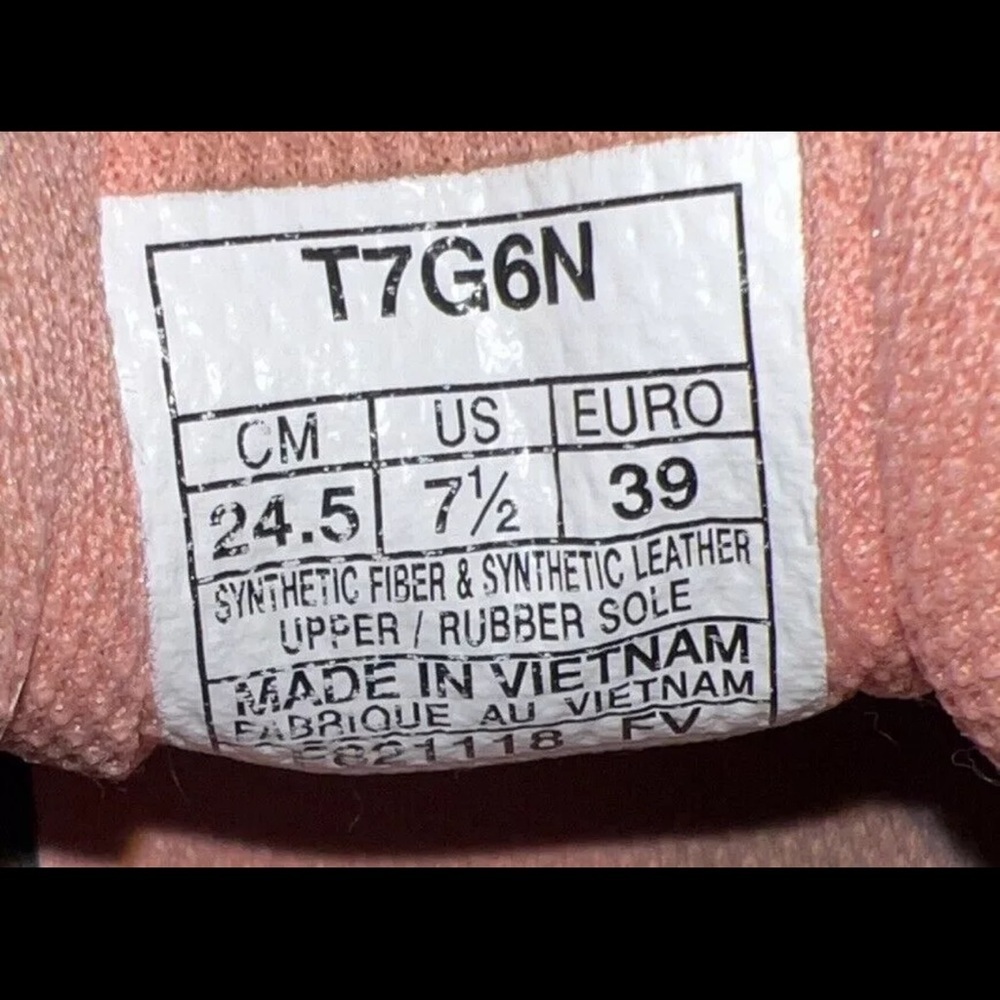 T7G6N
CM US EURO
24.5 7½ 39
SYNTHETIC FIBER & SYNTHETIC LEATHER
UPPER / RUBBER SOLE
MADE IN VIETNAM
FABRIQUE AU VIETNAM
FV